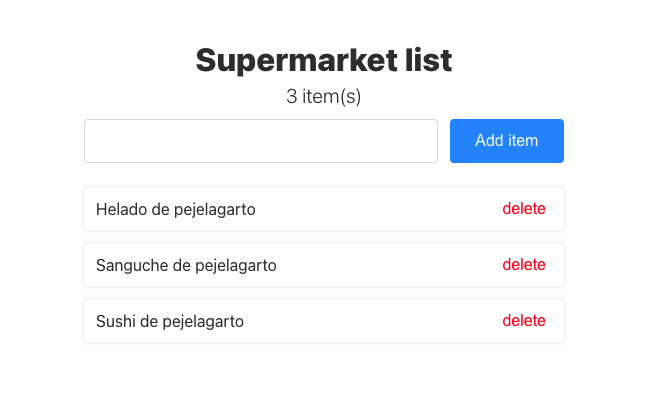 Supermarket list
3 item(s)
Add item
Helado de pejelagarto delete
Sanguche de pejelagarto delete
Sushi de pejelagarto delete